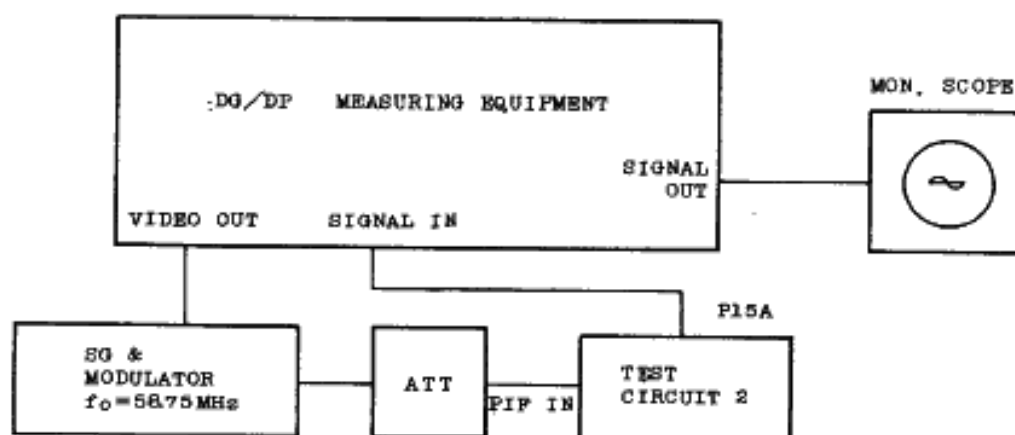 DG/DP MEASURING EQUIPMENT
MON. SCOPE
SIGNAL
OUT
VIDEO OUT SIGNAL IN
P15A
SG &
MODULATOR
fo=58.75MHz
ATT
PIF IN
TEST
CIRCUIT 2